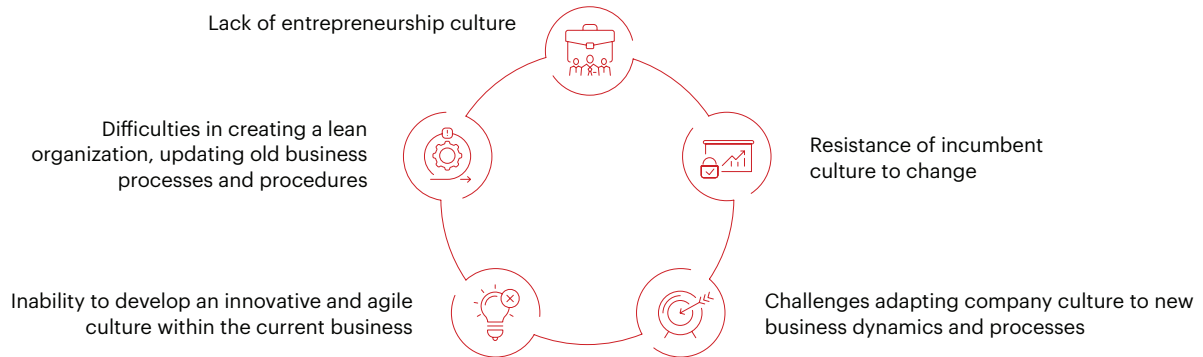 Lack of entrepreneurship culture
Difficulties in creating a lean
organization, updating old business
processes and procedures
Resistance of incumbent
culture to change
Inability to develop an innovative and agile
culture within the current business
Challenges adapting company culture to new
business dynamics and processes